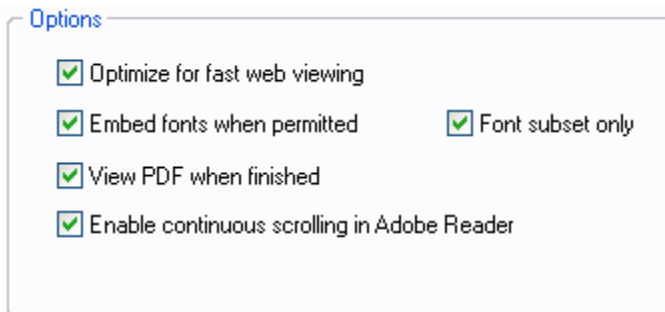 Options
Optimize for fast web viewing
Embed fonts when permitted Font subset only
View PDF when finished
Enable continuous scrolling in Adobe Reader